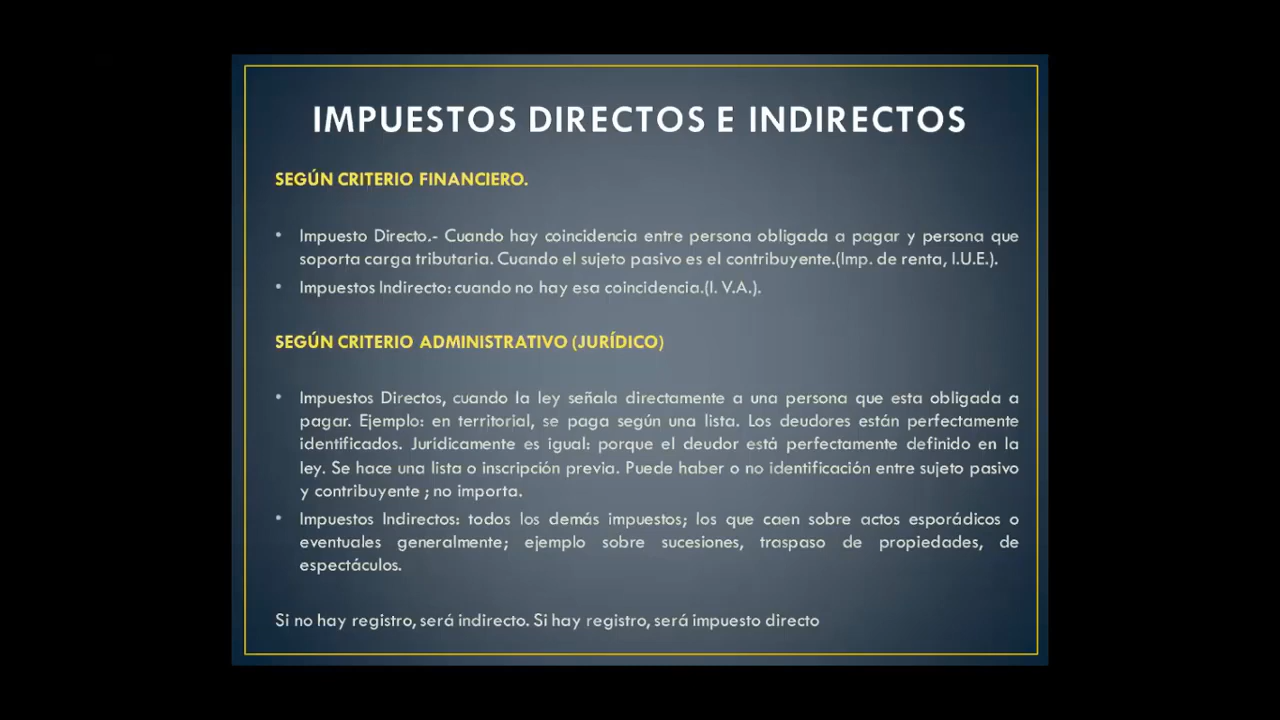 IMPUESTOS DIRECTOS E INDIRECTOS
SEGÚN CRITERIO FINANCIERO.
• Impuesto Directo.- Cuando hay coincidencia entre persona obligada a pagar y persona que
soporta carga tributaria. Cuando el sujeto pasivo es el contribuyente.(Imp. de renta, I.U.E.).
• Impuestos Indirecto: cuando no hay esa coincidencia.(I. V.A.).
SEGÚN CRITERIO ADMINISTRATIVO (JURÍDICO)
• Impuestos Directos, cuando la ley señala directamente a una persona que esta obligada a
pagar. Ejemplo: en territorial, se paga según una lista. Los deudores están perfectamente
identificados. Juridicamente es igual: porque el deudor está perfectamente definido en la
ley. Se hace una lista o inscripción previa. Puede haber o no identificación entre sujeto pasivo
y contribuyente ; no importa.
• Impuestos Indirectos: todos los demás impuestos; los que caen sobre actos esporádicos o
eventuales generalmente; ejemplo sobre sucesiones, traspaso de propiedades, de
espectáculos.
Si no hay registro, será indirecto. Si hay registro, será impuesto directo